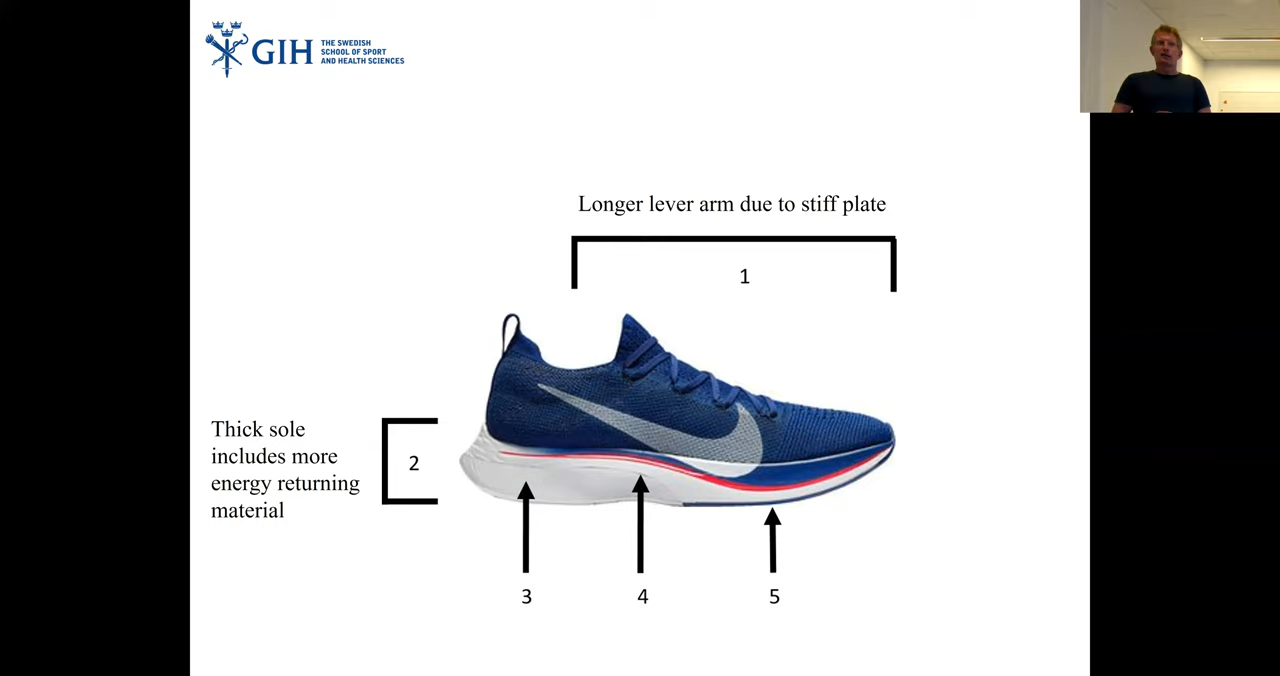 GIH
THE SWEDISH
SCHOOL OF SPORT
AND HEALTH SCIENCES
Longer lever arm due to stiff plate
1
Thick sole
includes more
energy returning
material
2
3
4
5